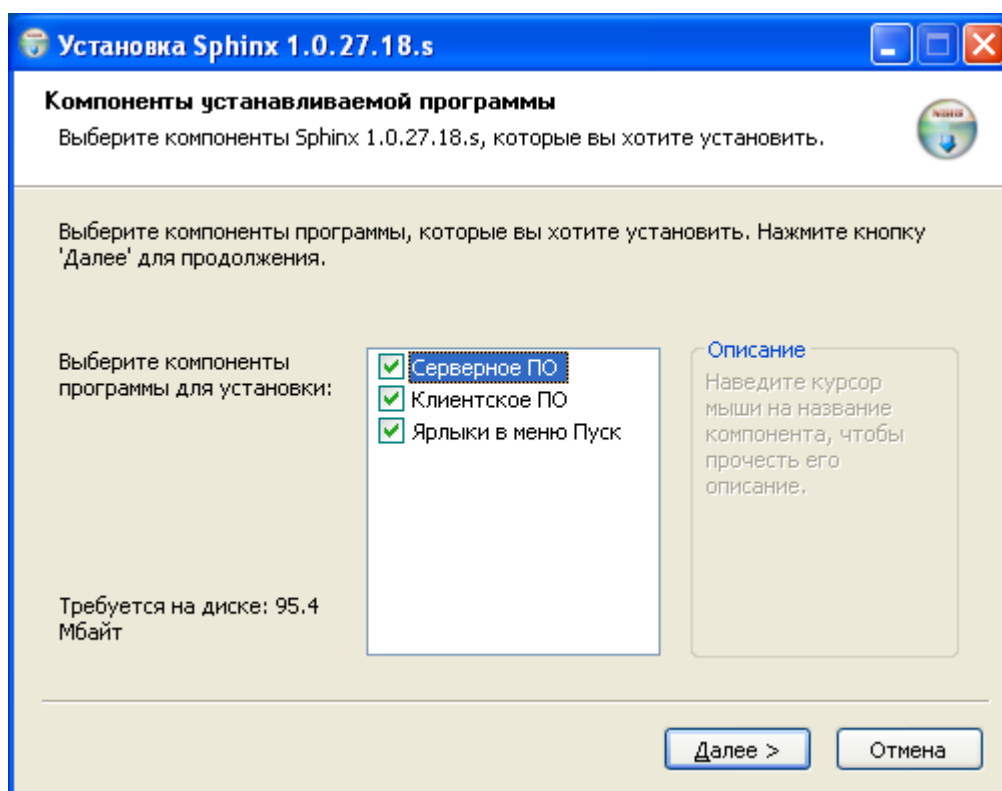 Установка Sphinx 1.0.27.18.s
Компоненты устанавливаемой программы
Выберите компоненты Sphinx 1.0.27.18.s, которые вы хотите установить.
Выберите компоненты программы, которые вы хотите установить. Нажмите кнопку
'Далее' для продолжения.
Выберите компоненты
программы для установки:
Серверное ПО
Клиентское ПО
Ярлыки в меню Пуск
Описание
Наведите курсор
мыши на название
компонента, чтобы
прочесть его
описание.
Требуется на диске: 95.4
Мбайт
Далее >
Отмена